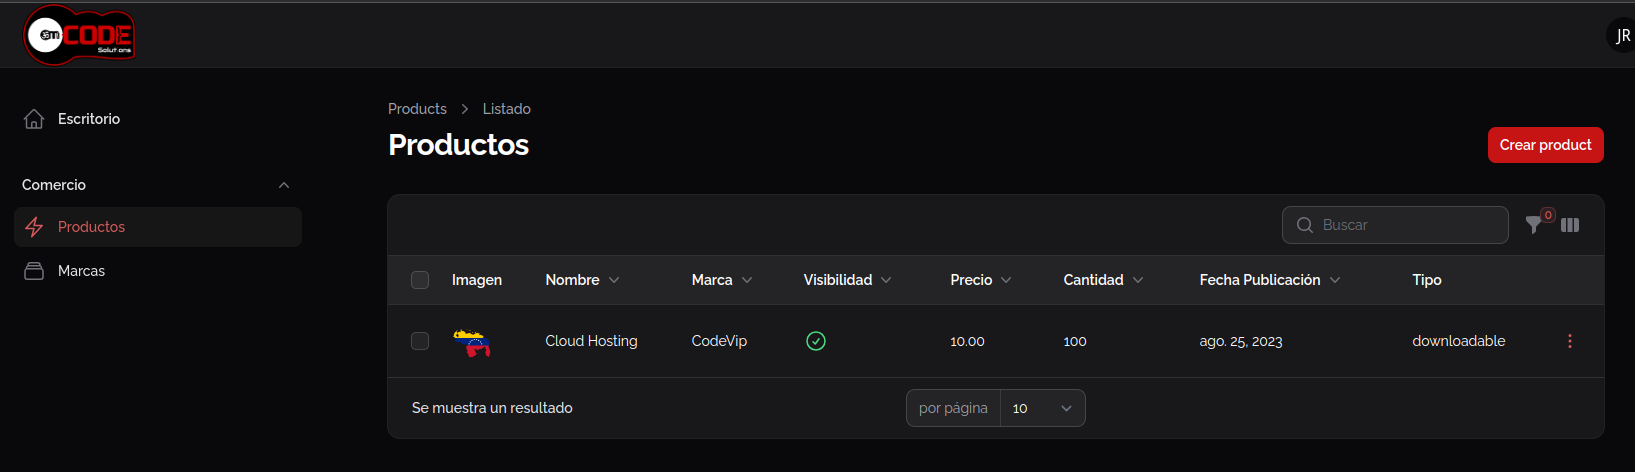 3mCODE
Solutions
JR
Escritorio
Comercio
Productos
Marcas
Products > Listado
Productos
Crear product
Buscar
0
Imagen Nombre Marca Visibilidad Precio Cantidad Fecha Publicación Tipo
Cloud Hosting CodeVip 10.00 100 ago. 25, 2023 downloadable
Se muestra un resultado
por página 10